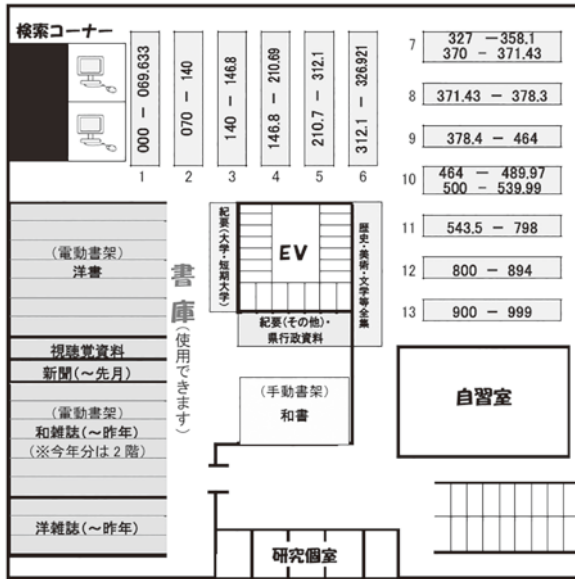 検索コーナー
000 − 069.633
1
070 − 140
2
140 − 146.8
3
146.8 − 210.69
4
210.7 − 312.1
5
312.1 − 326.921
6
7
327 −358.1
370 − 371.43
8
371.43 − 378.3
9
378.4 − 464
10
464 − 489.97
500 − 539.99
11
543.5 − 798
12
800 − 894
13
900 − 999
(電動書架)
洋書
視聴覚資料
新聞(～先月)
(電動書架)
和雑誌(～昨年)
(※今年分は2階)
洋雑誌(～昨年)
書庫(使用できます)
紀要(大学・短期大学)
EV
歴史・美術・文学等全集
紀要(その他)・
県行政資料
(手動書架)
和書
自習室
研究個室